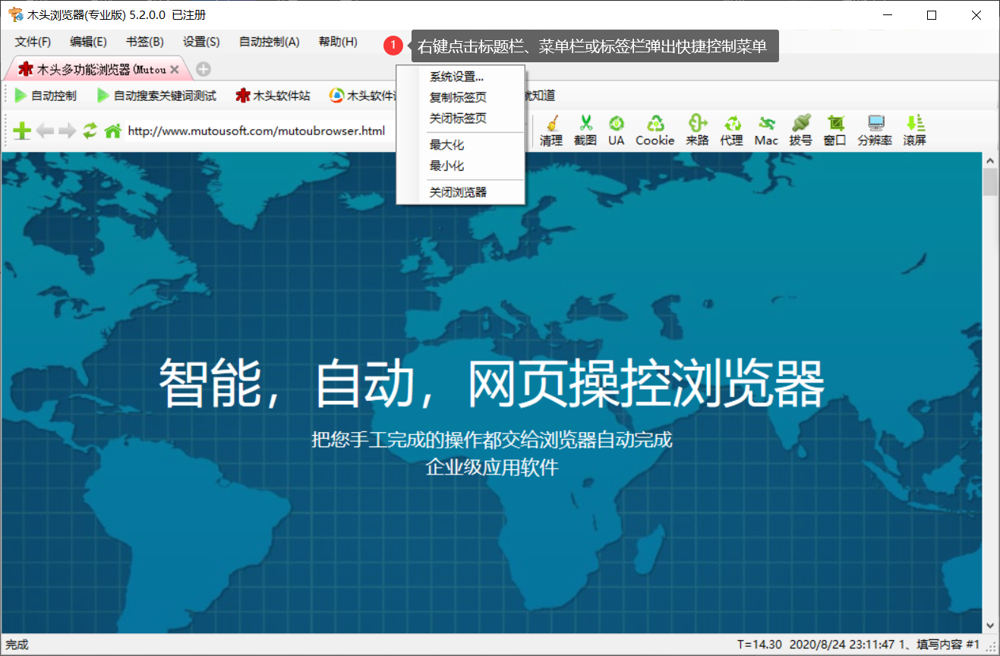 木头浏览器(专业版) 5.2.0.0 已注册
文件(F) 编辑(E) 书签(B) 设置(S) 自动控制(A) 帮助(H)
1 右键点击标题栏、菜单栏或标签栏弹出快捷控制菜单
木头多功能浏览器(Mutou
自动控制 自动搜索关键词测试 木头软件站 木头软件 就知道
系统设置...
复制标签页
关闭标签页
最大化
最小化
关闭浏览器
http://www.mutousoft.com/mutoubrowser.html
清理 截图 UA Cookie 来路 代理 Mac 拔号 窗口 分辨率 滚屏
智能，自动，网页操控浏览器
把您手工完成的操作都交给浏览器自动完成
企业级应用软件
完成 T=14.30 2020/8/24 23:11:47 1、填写内容 #1